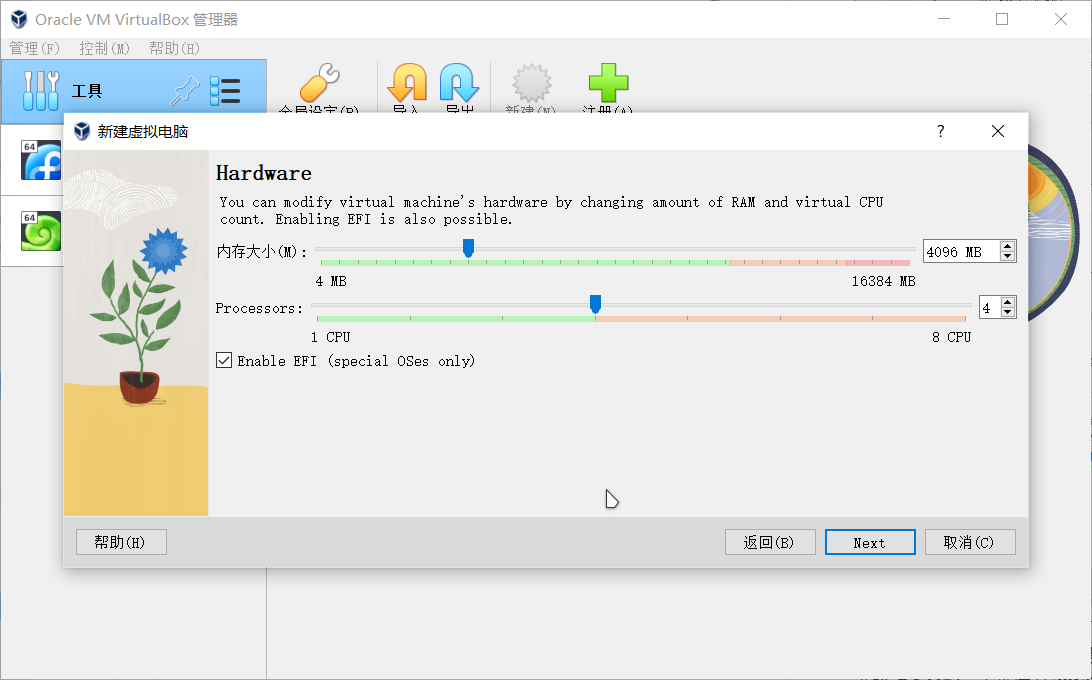 Oracle VM VirtualBox 管理器
管理(F) 控制(M) 帮助(H)
工具
全局设定(P) 导入 导出 新建(N) 注册(A)
64
64
新建虚拟电脑
?
Hardware
You can modify virtual machine's hardware by changing amount of RAM and virtual CPU
count. Enabling EFI is also possible.
内存大小(M): 4096 MB
4 MB 16384 MB
Processors: 4
1 CPU 8 CPU
Enable EFI (special OSes only)
帮助(H) 返回(B) Next 取消(C)